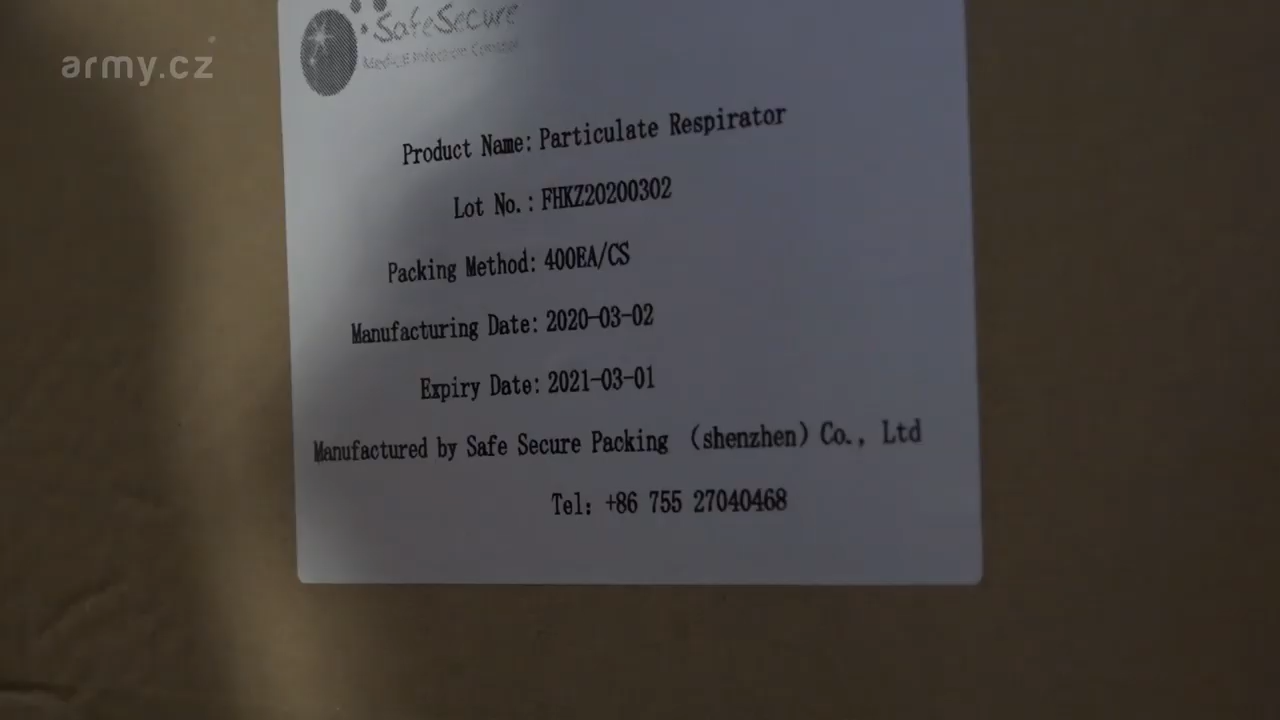 SafeSecure
army.cz
Product Name: Particulate Respirator
Lot No.: FHKZ20200302
Packing Method: 400EA/CS
Manufacturing Date: 2020-03-02
Expiry Date: 2021-03-01
Manufactured by Safe Secure Packing （shenzhen）Co., Ltd
Tel: +86 755 27040468